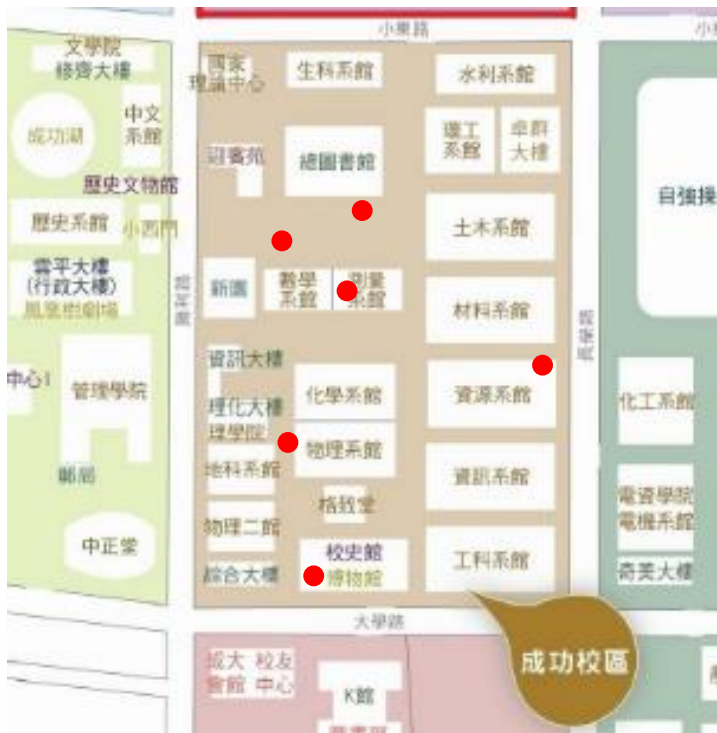 小東路
文學院
修齊大樓
國家
理論中心
生科系館
水利系館
成功湖
中文
系館
迎賓苑
總圖書館
礦工
系館
卓群
大樓
歷史文物館
自強操
歷史系館
小西門
土木系館
雲平大樓
(行政大樓)
鳳凰樹劇場
新園
數學
系館
測量
系館
材料系館
勝利路
長榮路
資訊大樓
中心1
管理學院
理化大樓
理學院
化學系館
資源系館
化工系館
物理系館
郵局
地科系館
資訊系館
格致堂
電資學院
電機系館
中正堂
物理二館
校史館
博物館
工科系館
綜合大樓
奇美大樓
大學路
成大 校友
會館 中心
成功校區
K館